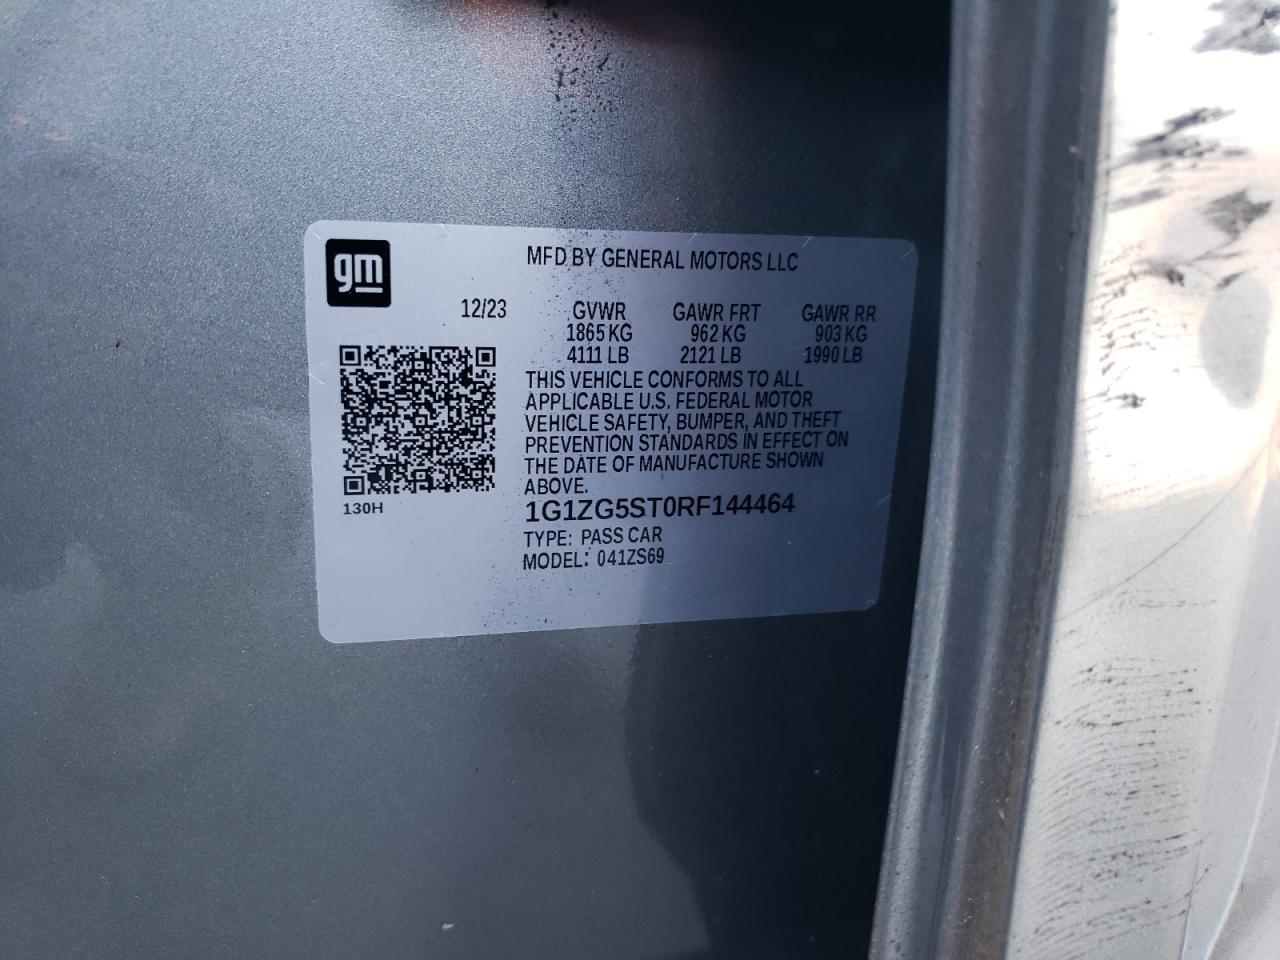 gm
MFD BY GENERAL MOTORS LLC
12/23 GVWR GAWR FRT GAWR RR
1865 KG 962 KG 903 KG
4111 LB 2121 LB 1990 LB
THIS VEHICLE CONFORMS TO ALL
APPLICABLE U.S. FEDERAL MOTOR
VEHICLE SAFETY, BUMPER, AND THEFT
PREVENTION STANDARDS IN EFFECT ON
THE DATE OF MANUFACTURE SHOWN
ABOVE.
130H
1G1ZG5ST0RF144464
TYPE: PASS CAR
MODEL: 041ZS69